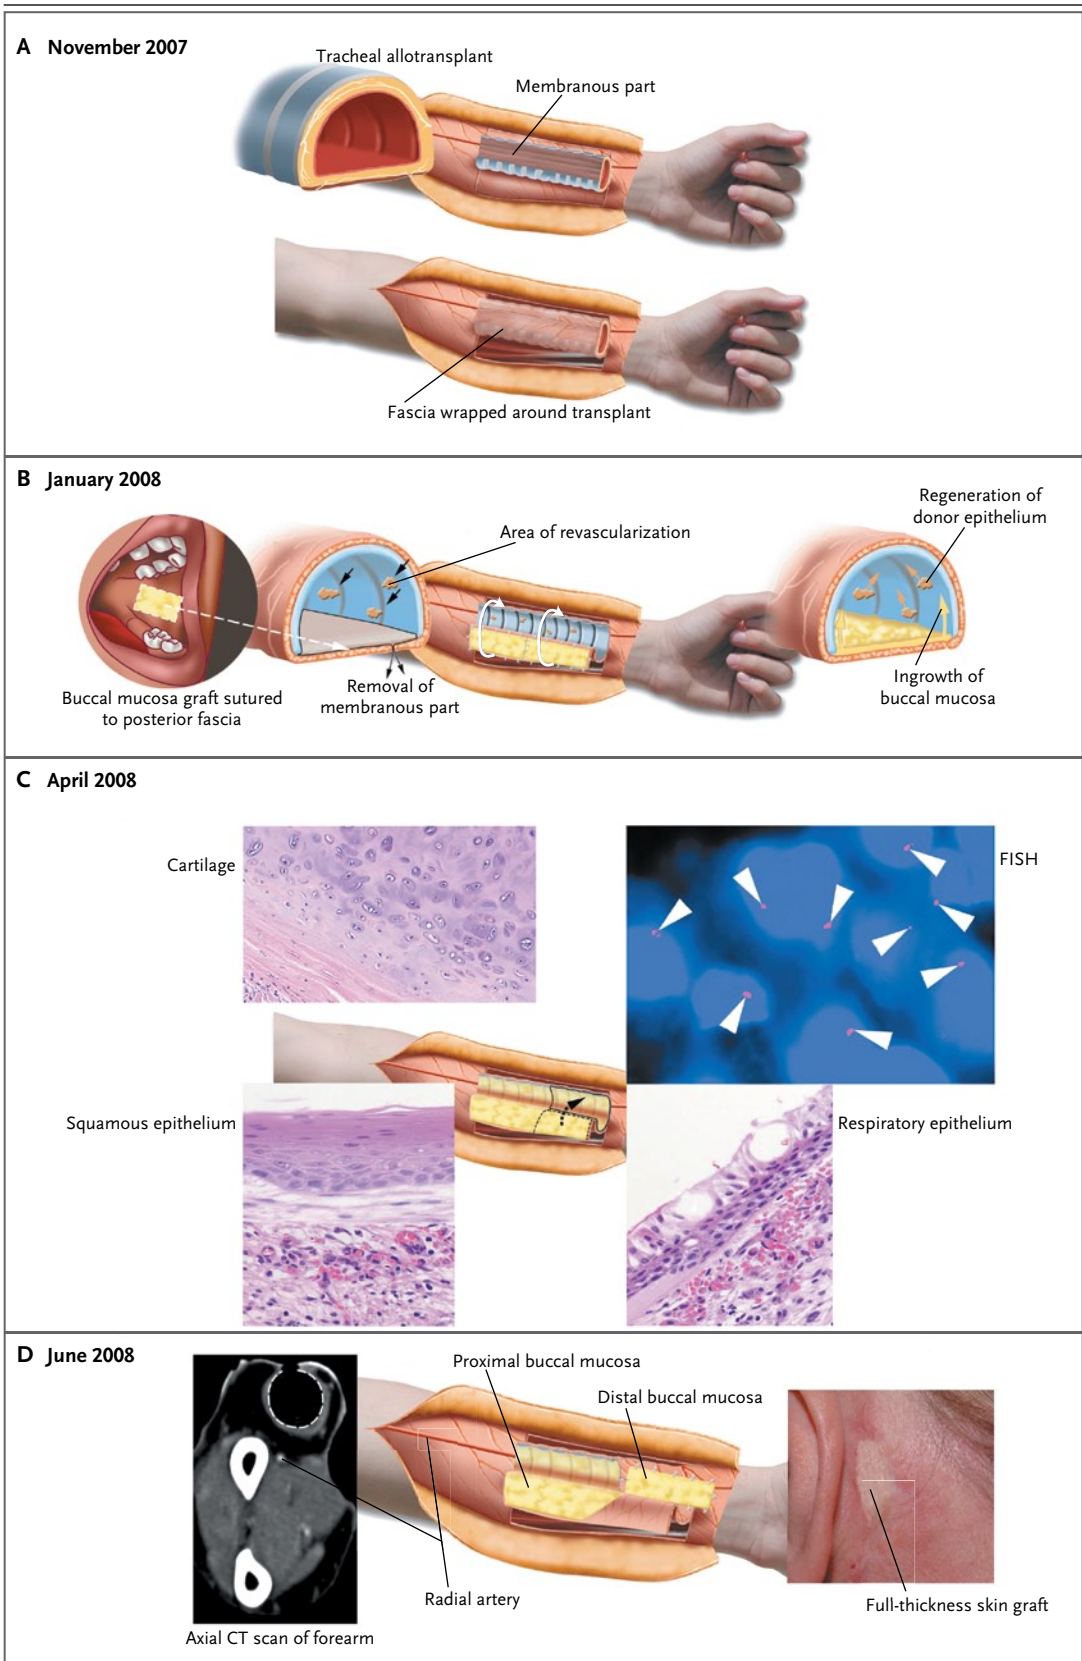 A November 2007
Tracheal allotransplant
Membranous part
Fascia wrapped around transplant
B January 2008
Regeneration of
donor epithelium
Area of revascularization
Buccal mucosa graft sutured
to posterior fascia
Removal of
membranous part
Ingrowth of
buccal mucosa
C April 2008
Cartilage
FISH
Squamous epithelium
Respiratory epithelium
D June 2008
Proximal buccal mucosa
Distal buccal mucosa
Radial artery
Full-thickness skin graft
Axial CT scan of forearm